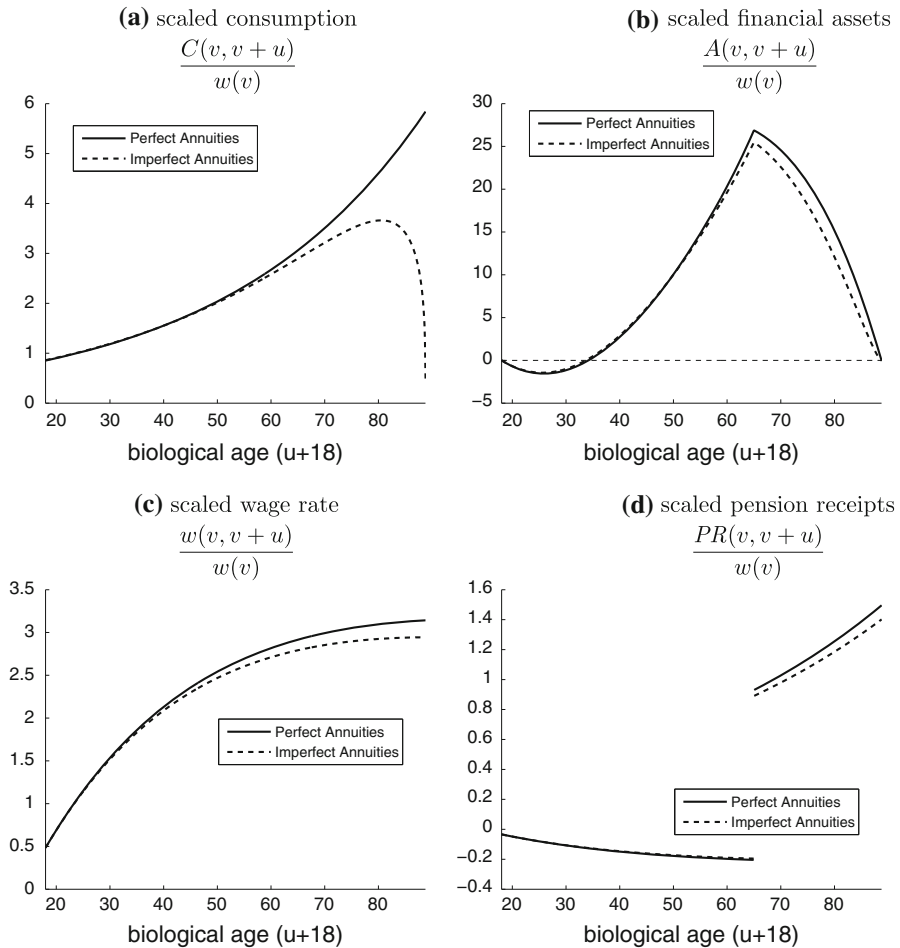 (a) scaled consumption
C(v, v + u)
w(v)
6
5
4
3
2
1
0
Perfect Annuities
Imperfect Annuities
20 30 40 50 60 70 80
biological age (u+18)
(b) scaled financial assets
A(v, v + u)
w(v)
30
25
20
15
10
5
0
−5
Perfect Annuities
Imperfect Annuities
20 30 40 50 60 70 80
biological age (u+18)
(c) scaled wage rate
w(v, v + u)
w(v)
3.5
3
2.5
2
1.5
1
0.5
0
Perfect Annuities
Imperfect Annuities
20 30 40 50 60 70 80
biological age (u+18)
(d) scaled pension receipts
PR(v, v + u)
w(v)
1.6
1.4
1.2
1
0.8
0.6
0.4
0.2
0
−0.2
−0.4
Perfect Annuities
Imperfect Annuities
20 30 40 50 60 70 80
biological age (u+18)